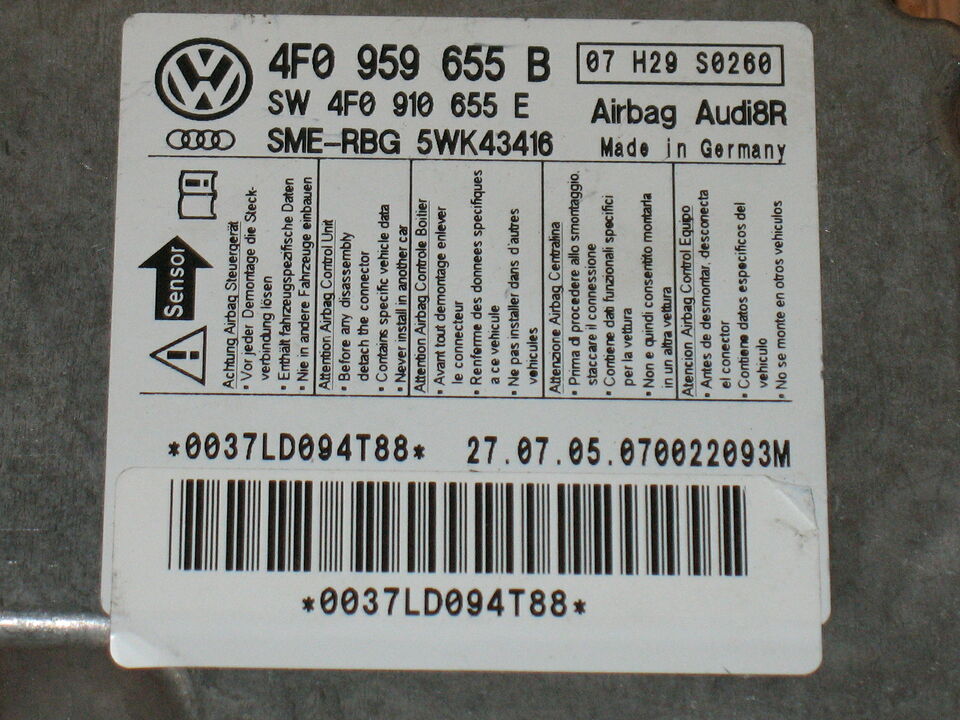 4F0 959 655 B
07 H29 S0260
SW 4F0 910 655 E
Airbag Audi8R
SME-RBG 5WK43416
Made in Germany
Sensor
Achtung Airbag Steuergerät
• Vor jeder Demontage die Steck-
verbindung lösen
• Enthält fahrzeugspezifische Daten
• Nie in andere Fahrzeuge einbauen
Attention Airbag Control Unit
• Before any disassembly
detach the connector
• Contains specific vehicle data
• Never install in another car
Attention Airbag Controle Boitier
• Avant tout demontage enlever
le connecteur
• Renferme des donnees specifiques
a ce vehicule
• Ne pas installer dans d'autres
vehicules
Attenzione Airbag Centralina
• Prima di procedere allo smontaggio,
staccare il connessione
• Contiene dati funzionali specifici
per la vettura
• Non e quindi consentito montarla
in un altra vettura
Atencion Airbag Control Equipo
• Antes de desmontar, desconecta
el conector
• Contiene datos especificos del
vehiculo
• No se monte en otros vehiculos
*0037LD094T88*
27.07.05.070022093M
*0037LD094T88*